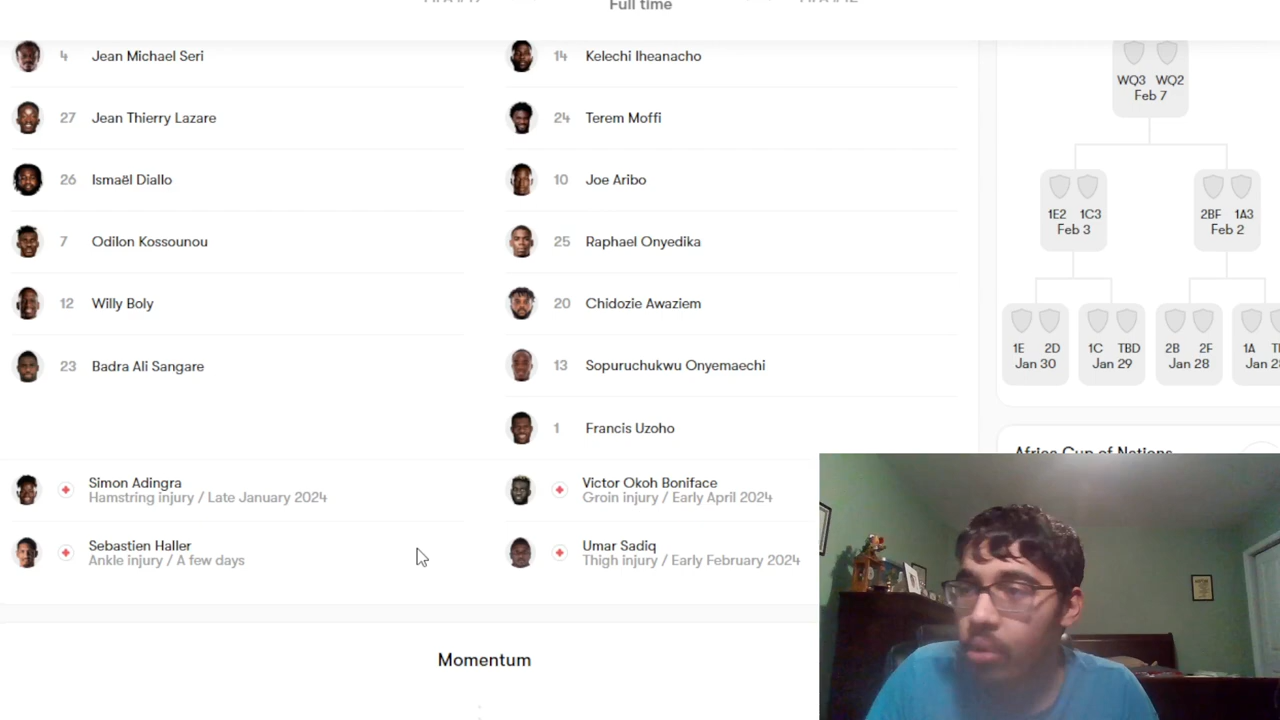 Full time
4 Jean Michael Seri
27 Jean Thierry Lazare
26 Ismaël Diallo
7 Odilon Kossounou
12 Willy Boly
23 Badra Ali Sangare
14 Kelechi Iheanacho
24 Terem Moffi
10 Joe Aribo
25 Raphael Onyedika
20 Chidozie Awaziem
13 Sopuruchukwu Onyemaechi
1 Francis Uzoho
Simon Adingra
Hamstring injury / Late January 2024
Sebastien Haller
Ankle injury / A few days
Victor Okoh Boniface
Groin injury / Early April 2024
Umar Sadiq
Thigh injury / Early February 2024
Momentum
WQ3 WQ2
Feb 7
1E2 1C3
Feb 3
2BF 1A3
Feb 2
1E 2D
Jan 30
1C TBD
Jan 29
2B 2F
Jan 28
1A
Jan
Africa Cup of Nations